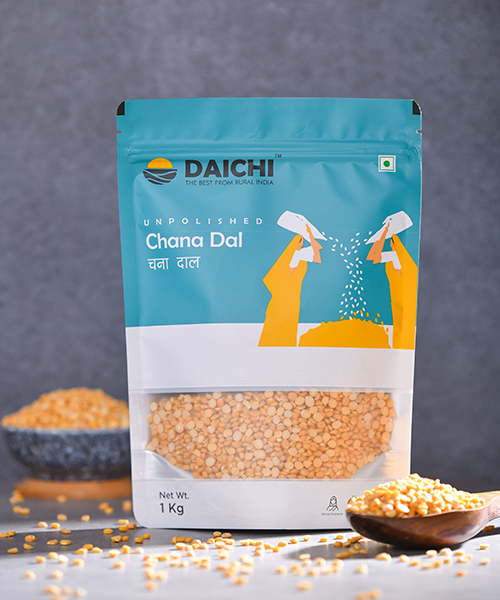 DAICHI™
THE BEST FROM RURAL INDIA
UNPOLISHED
Chana Dal
चना दाल
Net Wt.
1 Kg